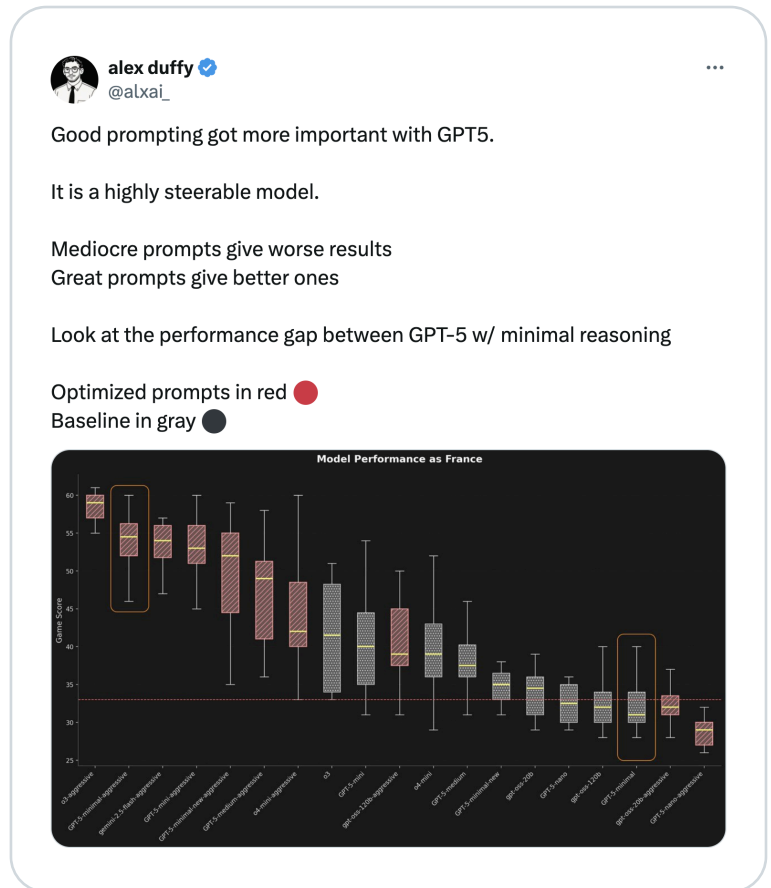 alex duffy
@alxai_
Good prompting got more important with GPT5.
It is a highly steerable model.
Mediocre prompts give worse results
Great prompts give better ones
Look at the performance gap between GPT-5 w/ minimal reasoning
Optimized prompts in red 🔴
Baseline in gray ⚫
Model Performance as France
Game Score
60
55
50
45
40
35
30
25
o3-aggressive
GPT-5-minimal-aggressive
gemini-2.5-flash-aggressive
GPT-5-mini-aggressive
GPT-5-minimal-new-aggressive
GPT-5-medium-aggressive
o4-mini-aggressive
o3
GPT-5-mini
gpt-oss-120b-aggressive
o4-mini
GPT-5-medium
GPT-5-minimal-new
gpt-oss-20b
GPT-5-nano
gpt-oss-120b
GPT-5-minimal
gpt-oss-20b-aggressive
GPT-5-nano-aggressive